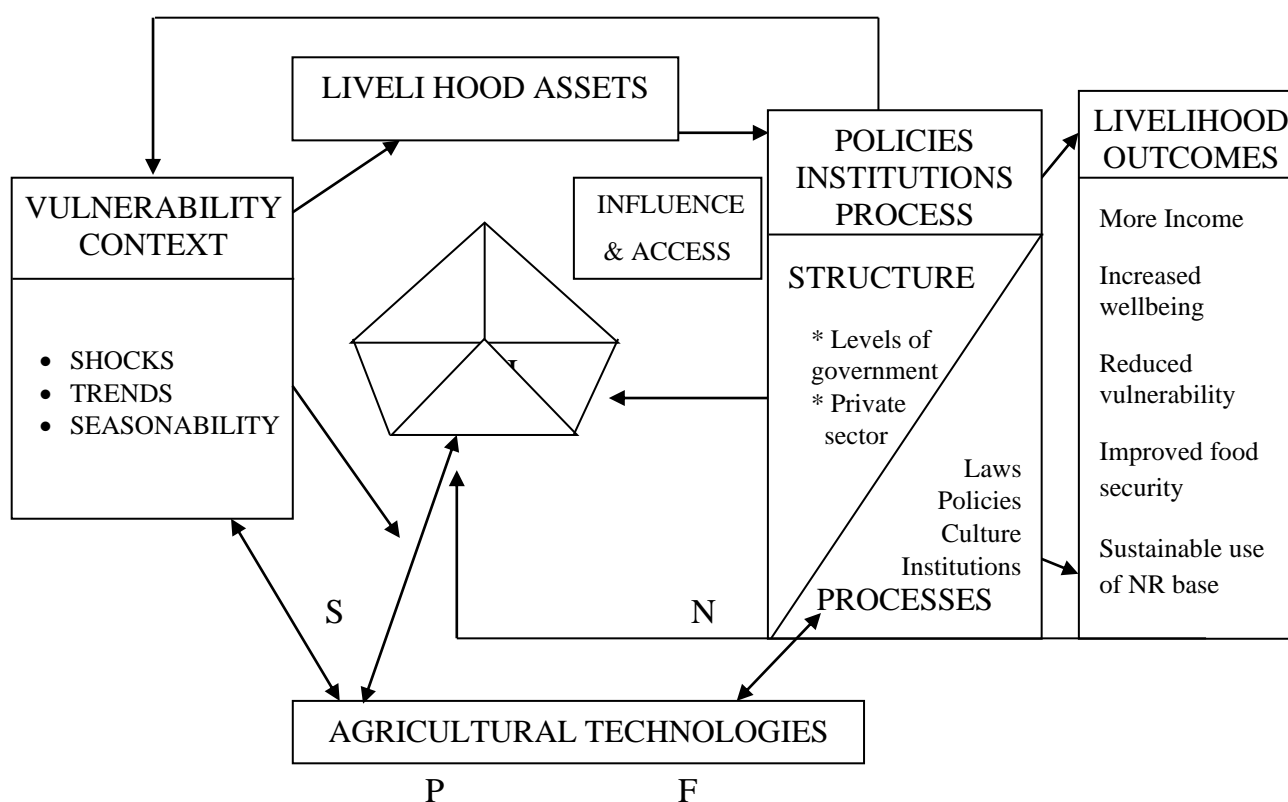 LIVELI HOOD ASSETS
VULNERABILITY
CONTEXT
• SHOCKS
• TRENDS
• SEASONABILITY
INFLUENCE
& ACCESS
POLICIES
INSTITUTIONS
PROCESS
STRUCTURE
* Levels of
government
* Private
sector
Laws
Policies
Culture
Institutions
PROCESSES
LIVELIHOOD
OUTCOMES
More Income
Increased
wellbeing
Reduced
vulnerability
Improved food
security
Sustainable use
of NR base
S
N
AGRICULTURAL TECHNOLOGIES
P
F